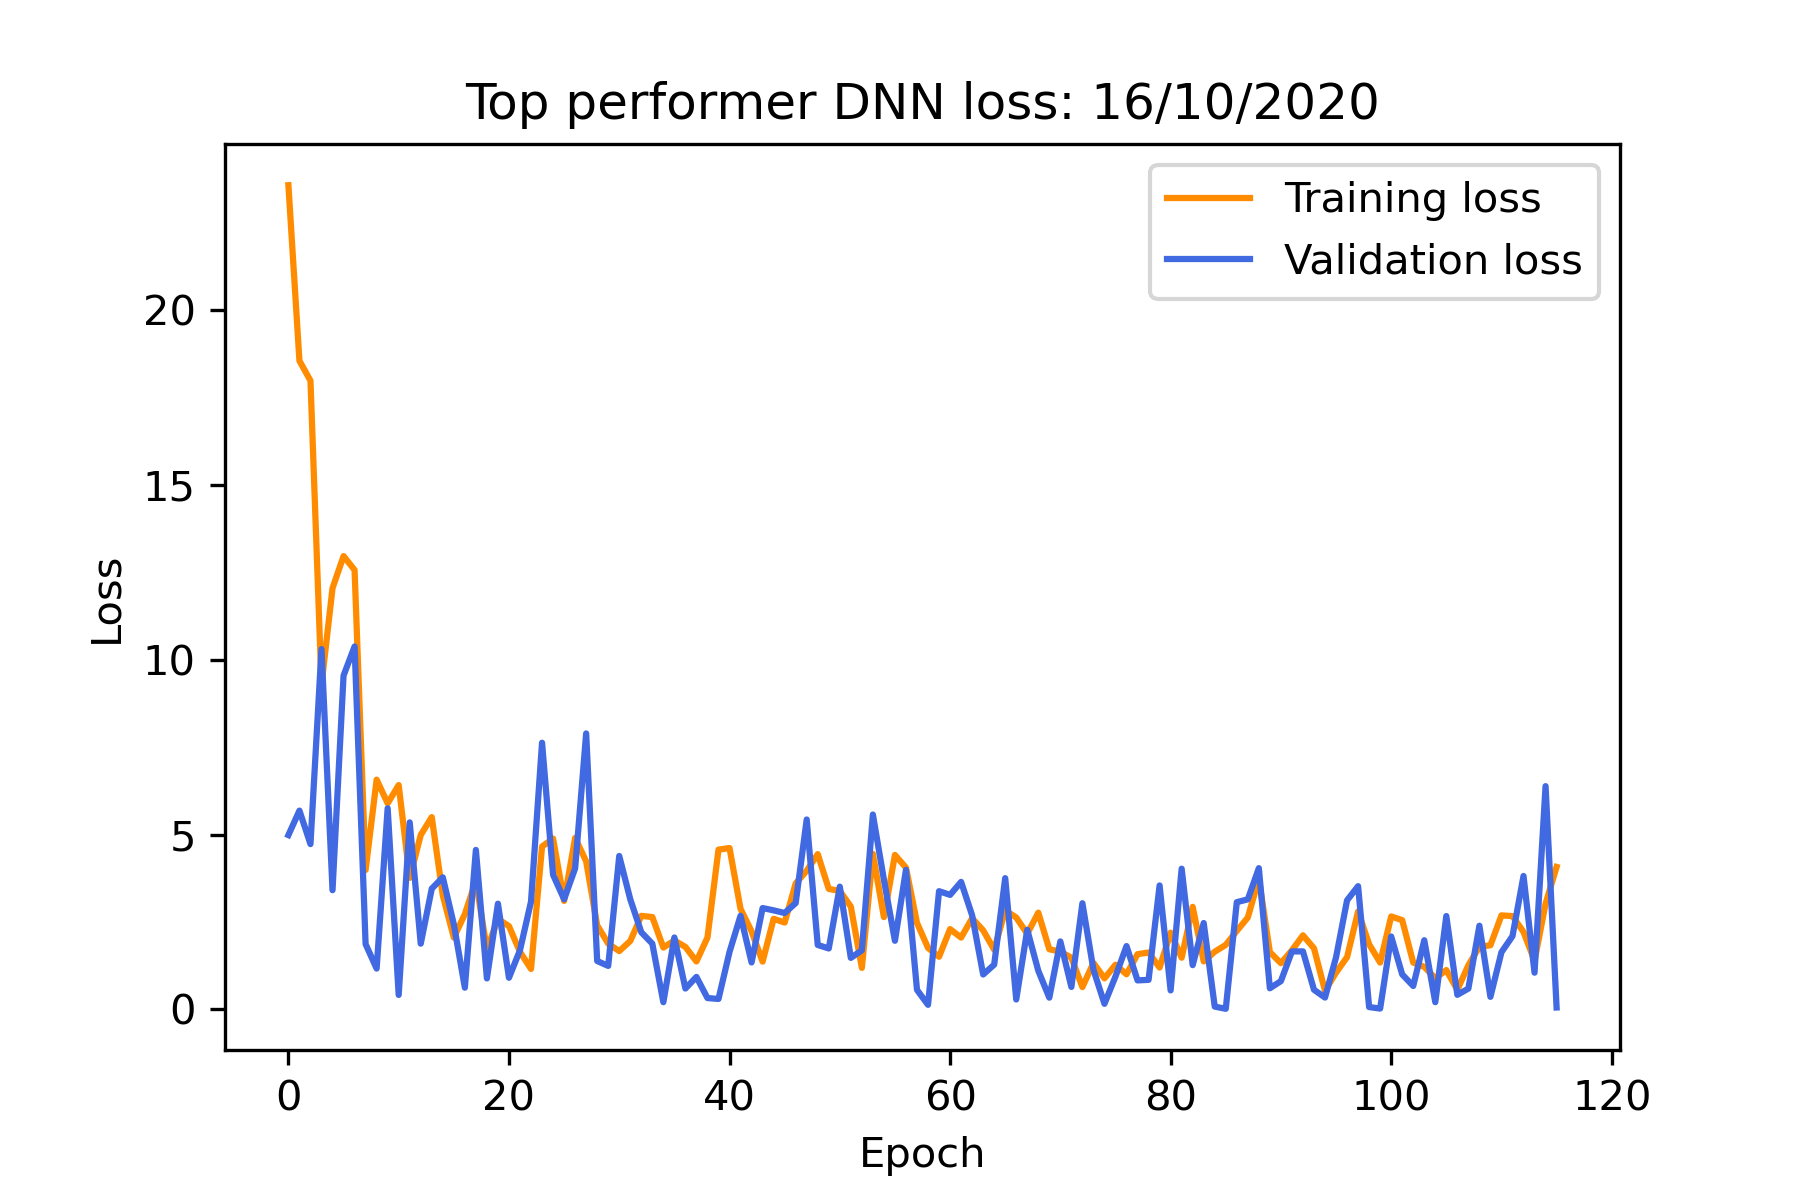 Top performer DNN loss: 16/10/2020
Training loss
Validation loss
20
15
10
5
0
Loss
0 20 40 60 80 100 120
Epoch